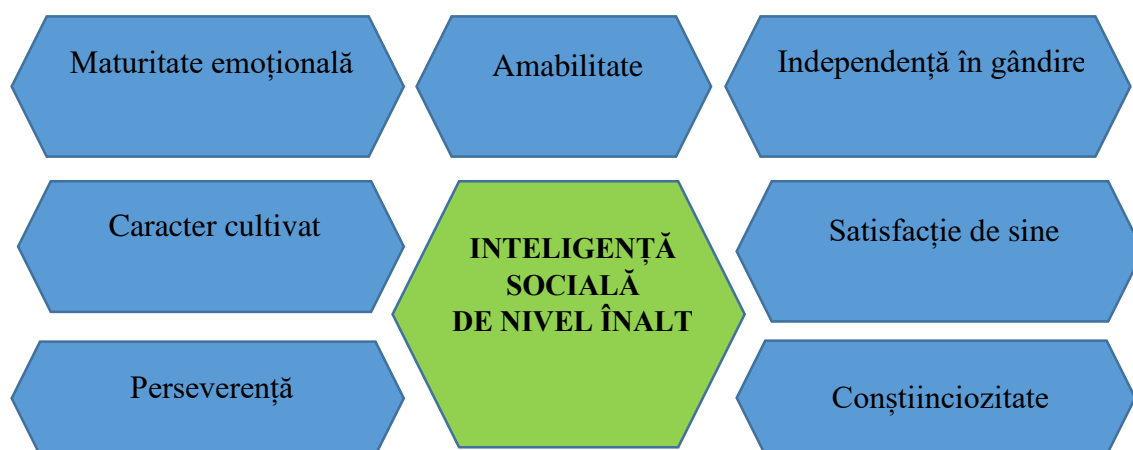 Maturitate emoțională
Amabilitate
Independență în gândire
Caracter cultivat
INTELIGENȚĂ
SOCIALĂ
DE NIVEL ÎNALT
Satisfacție de sine
Perseverență
Conștiinciozitate